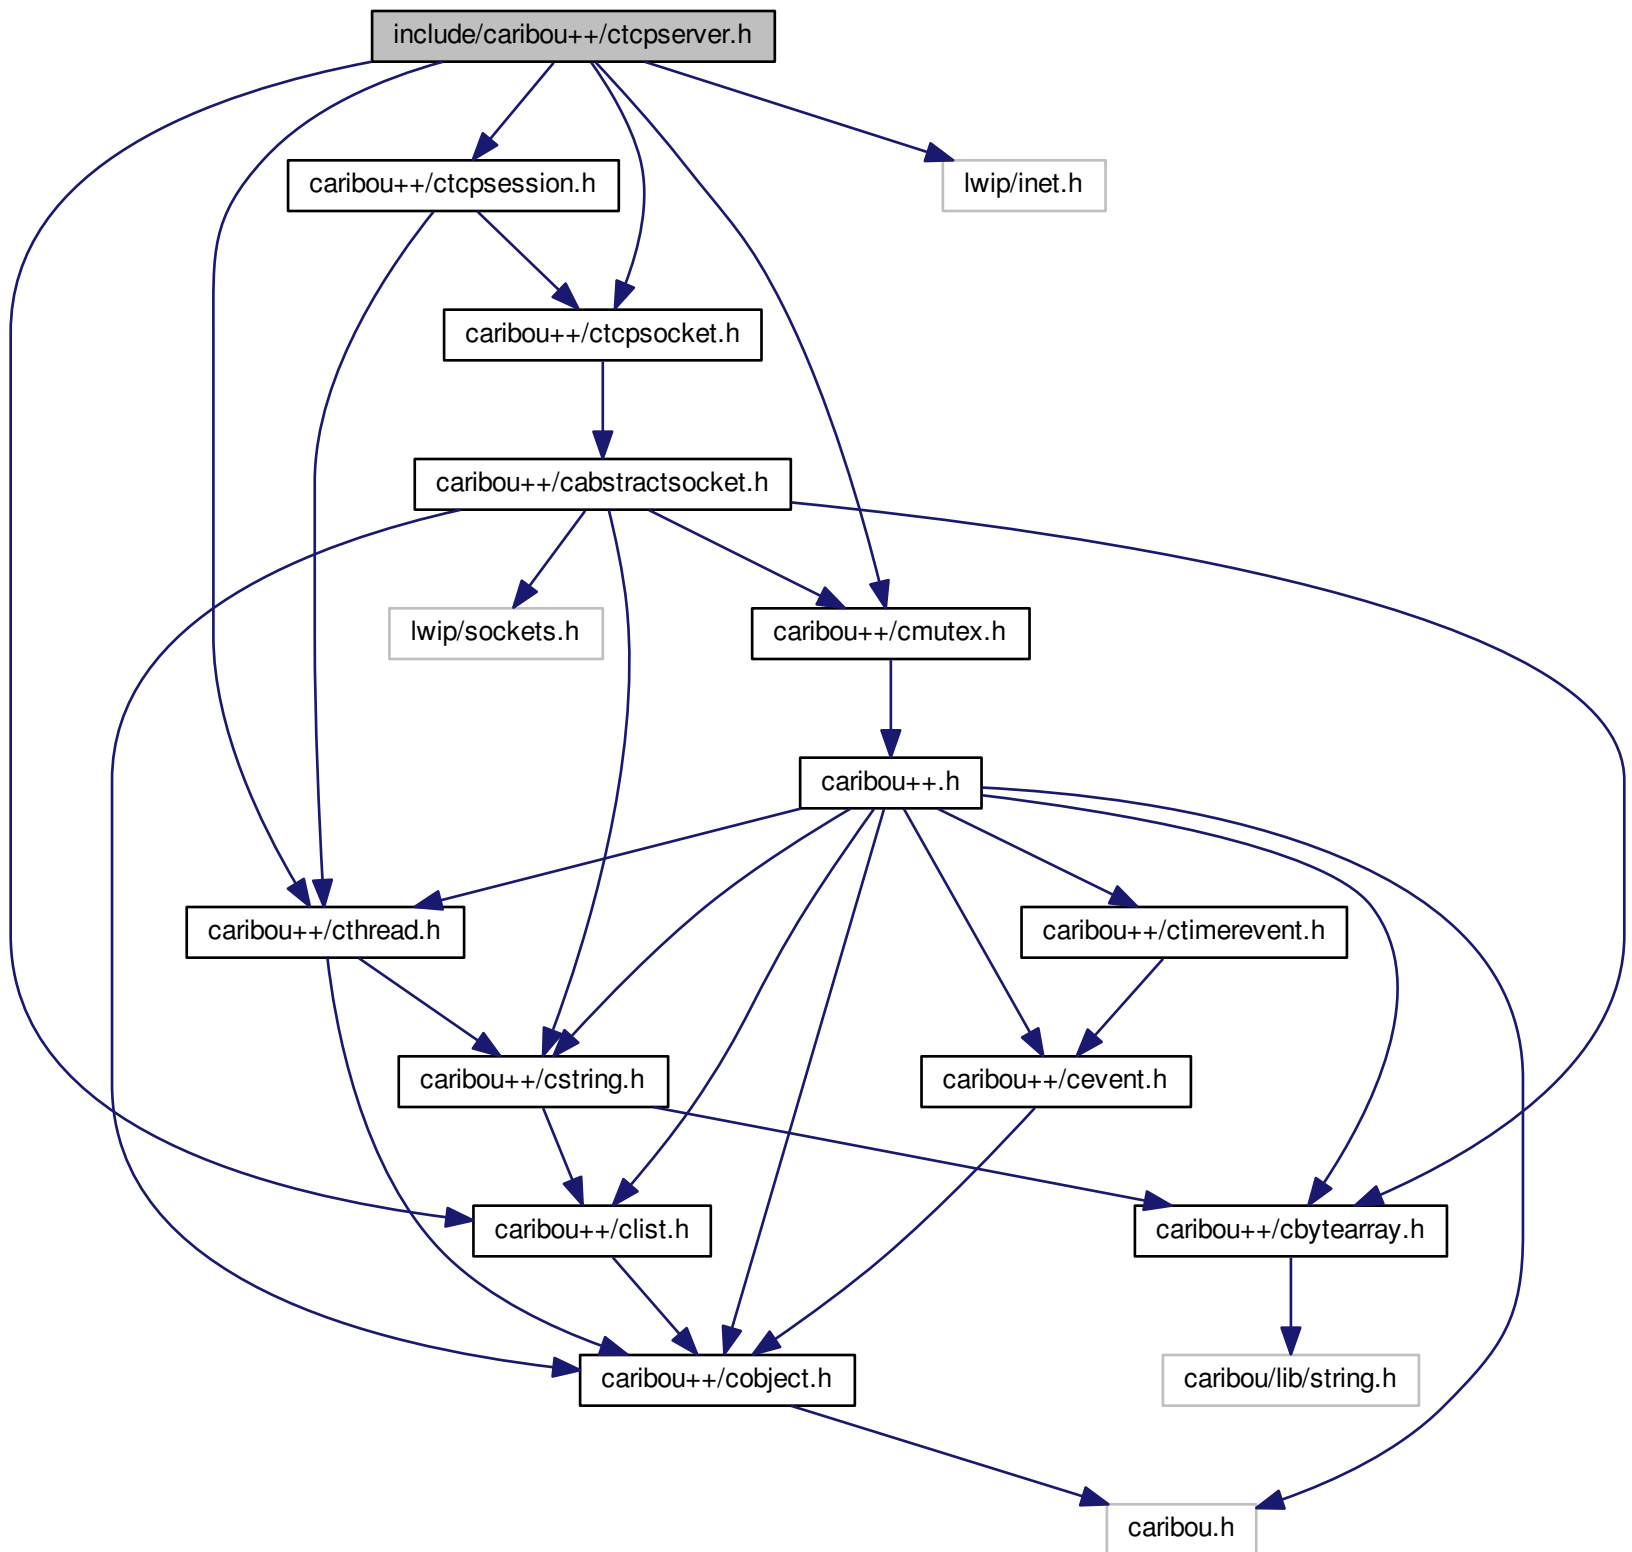 include/caribou++/ctcpserver.h
caribou++/ctcpsession.h
lwip/inet.h
caribou++/ctcpsocket.h
caribou++/cabstractsocket.h
lwip/sockets.h
caribou++/cmutex.h
caribou++.h
caribou++/cthread.h
caribou++/ctimerevent.h
caribou++/cstring.h
caribou++/cevent.h
caribou++/clist.h
caribou++/cbytearray.h
caribou++/cobject.h
caribou/lib/string.h
caribou.h